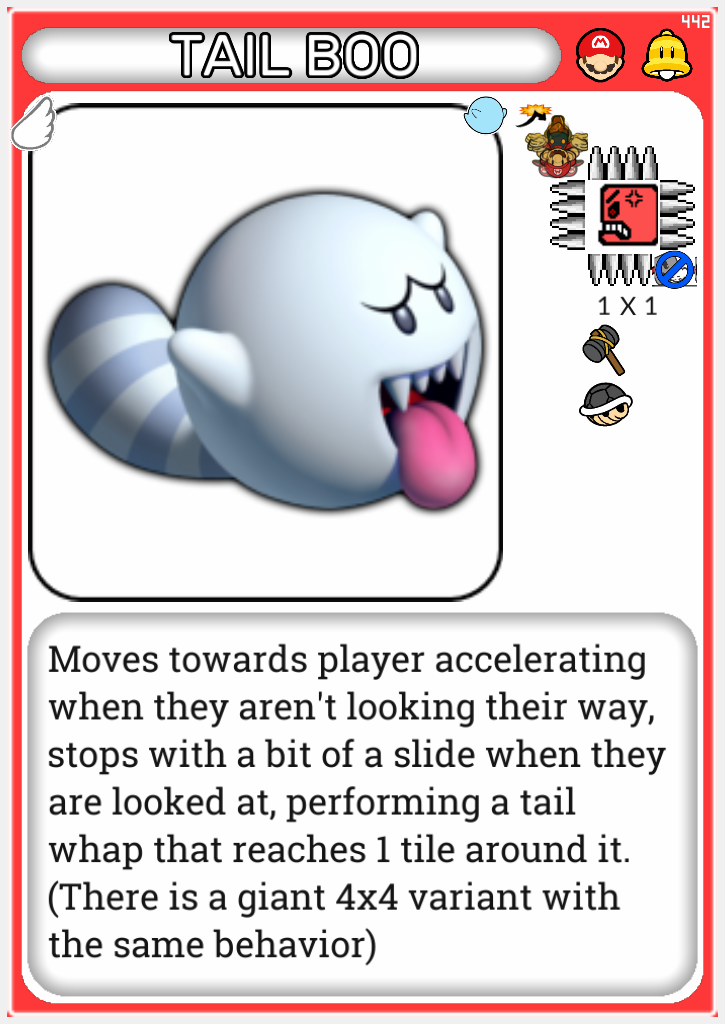 442
TAIL BOO
1 X 1
Moves towards player accelerating
when they aren't looking their way,
stops with a bit of a slide when they
are looked at, performing a tail
whap that reaches 1 tile around it.
(There is a giant 4x4 variant with
the same behavior)